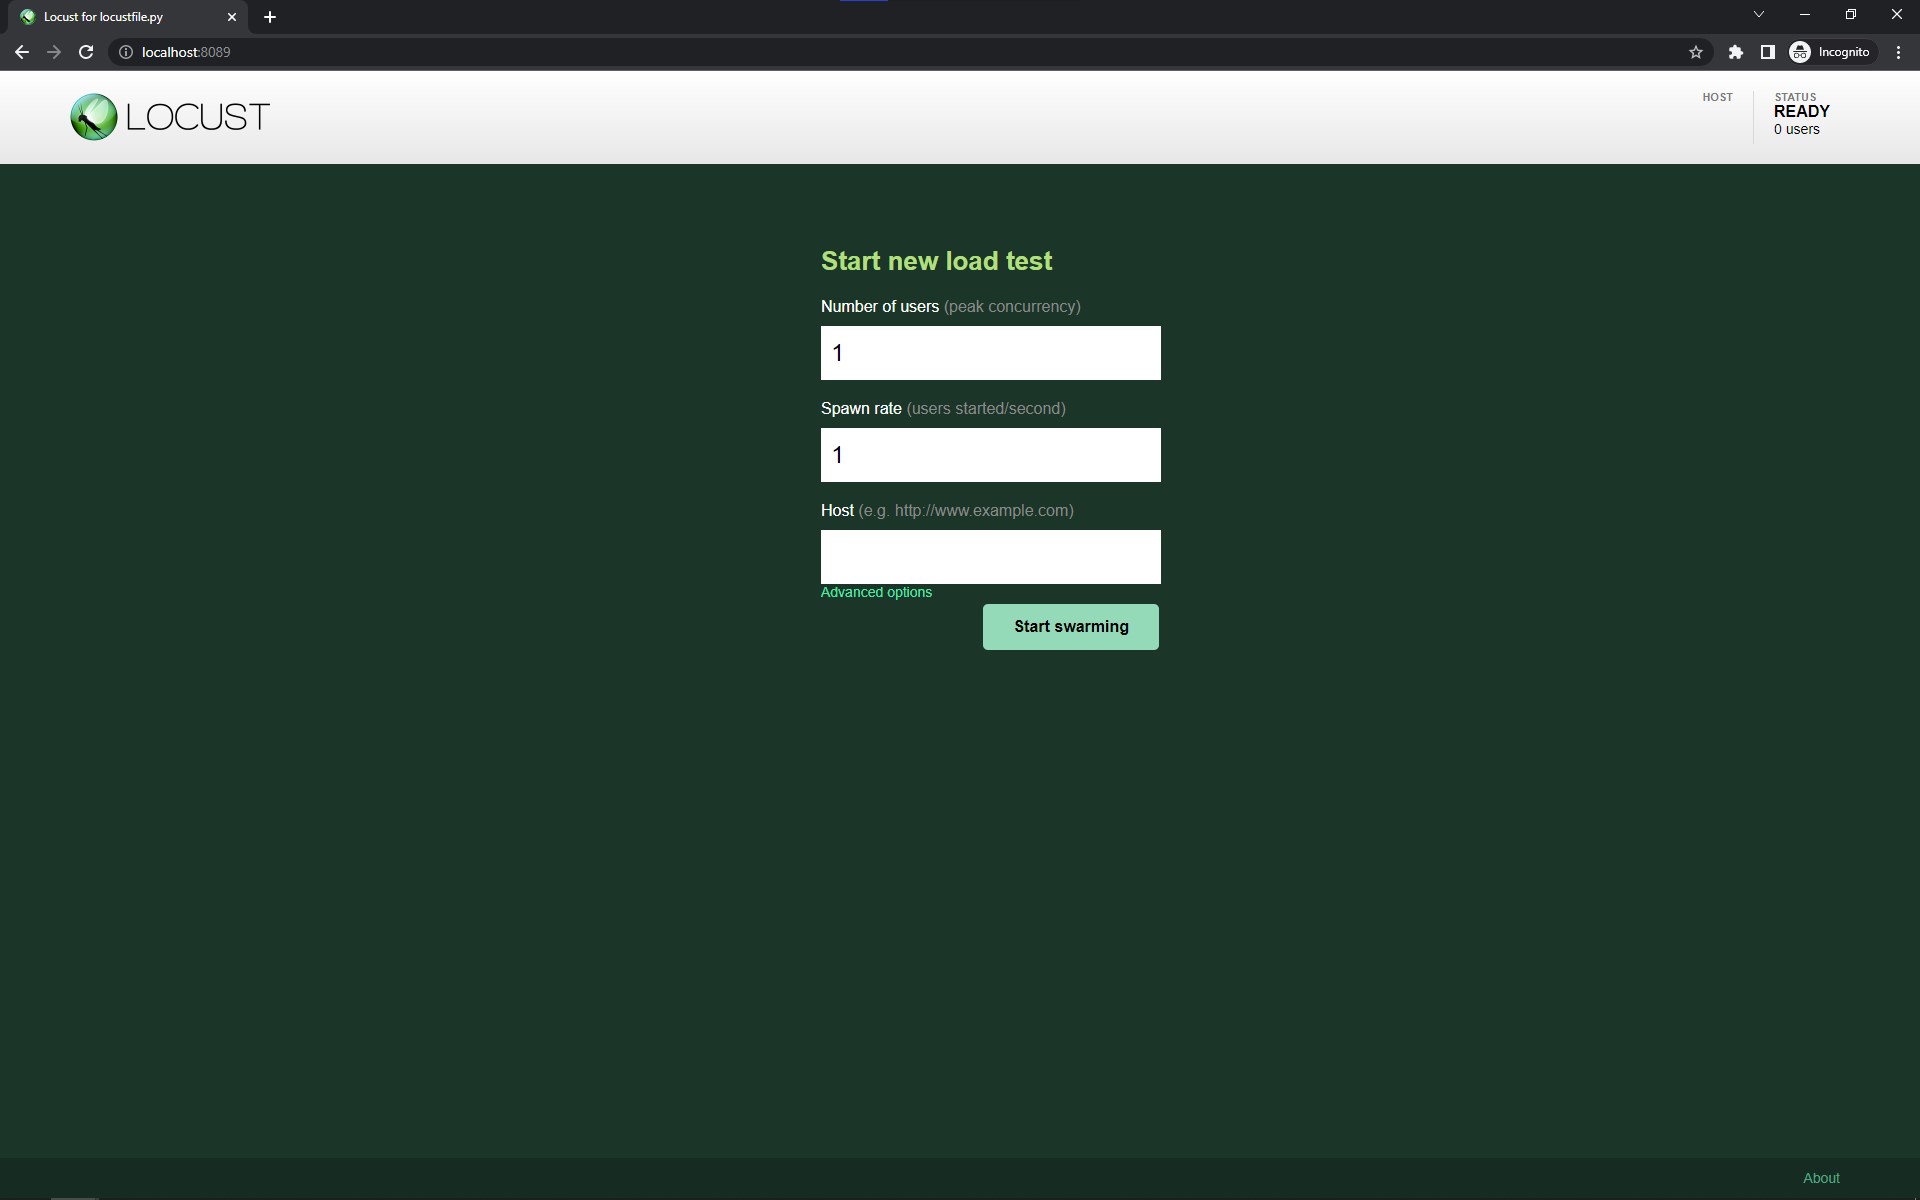 Locust for locustfile.py
localhost:8089
Incognito
LOCUST
HOST
STATUS
READY
0 users
Start new load test
Number of users (peak concurrency)
1
Spawn rate (users started/second)
1
Host (e.g. http://www.example.com)
Advanced options
Start swarming
About